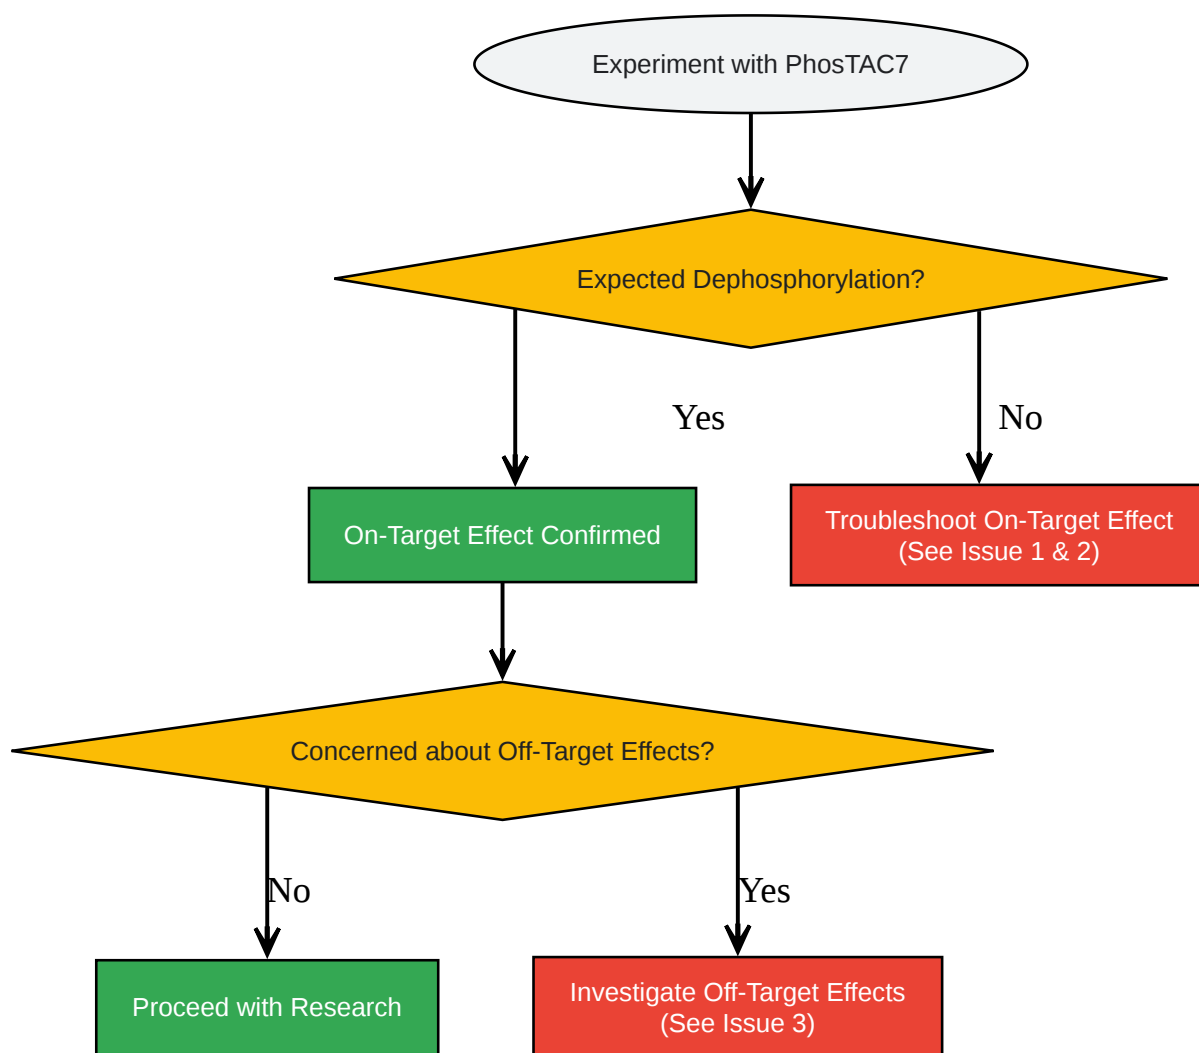 Experiment with PhosTAC7
Expected Dephosphorylation?
Yes
No
On-Target Effect Confirmed
Troubleshoot On-Target Effect
(See Issue 1 & 2)
Concerned about Off-Target Effects?
No
Yes
Proceed with Research
Investigate Off-Target Effects
(See Issue 3)